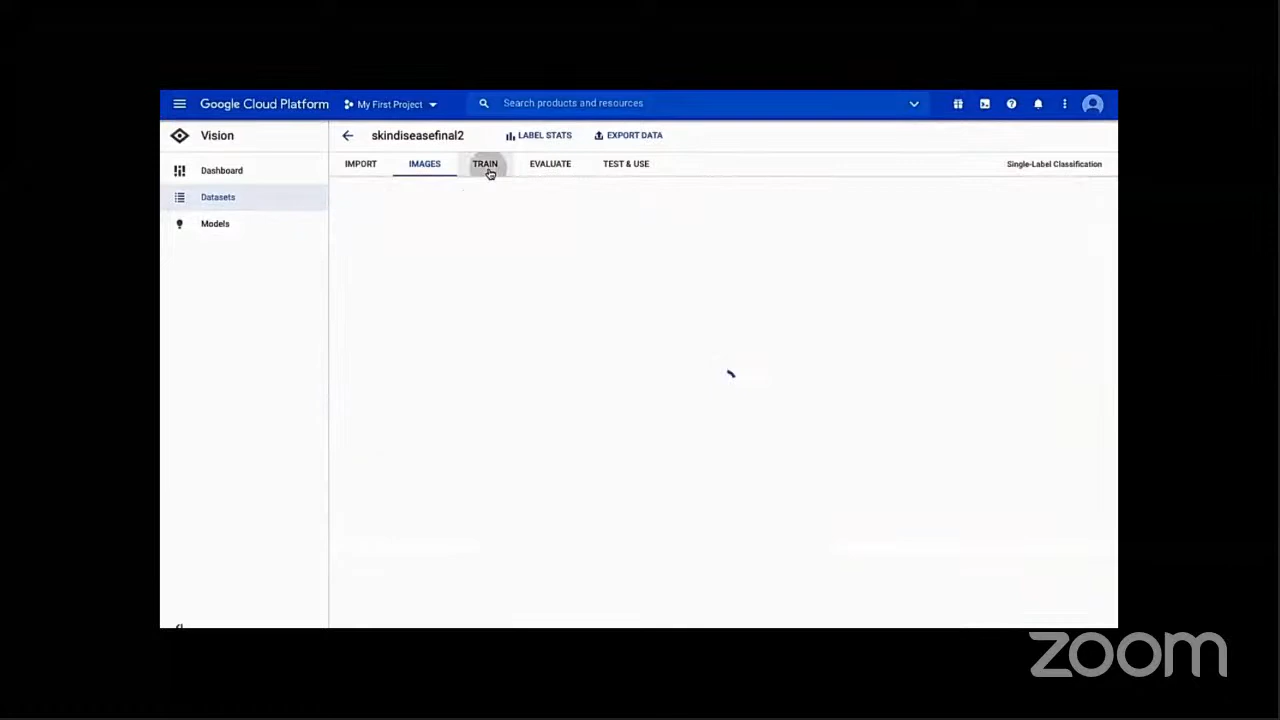 Google Cloud Platform My First Project Search products and resources
Vision skindiseasefinal2 LABEL STATS EXPORT DATA
IMPORT IMAGES TRAIN EVALUATE TEST & USE Single-Label Classification
Dashboard
Datasets
Models
zoom